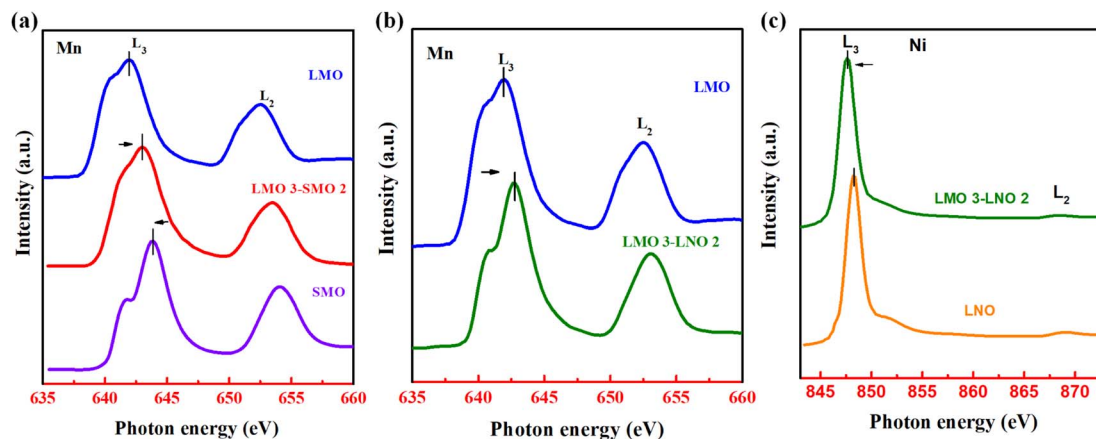 (a)
Mn
L3
LMO
L2
LMO 3-SMO 2
SMO
Intensity (a.u.)
635 640 645 650 655 660
Photon energy (eV)
(b)
Mn
L3
LMO
L2
LMO 3-LNO 2
Intensity (a.u.)
635 640 645 650 655 660
Photon energy (eV)
(c)
L3
Ni
LMO 3-LNO 2
L2
LNO
Intensity (a.u.)
845 850 855 860 865 870
Photon energy (eV)